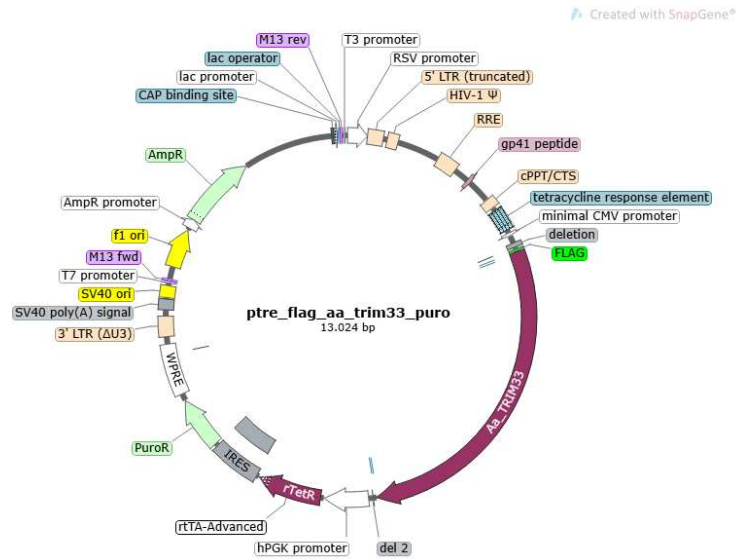 Created with SnapGene®
M13 rev
T3 promoter
lac operator
RSV promoter
lac promoter
5' LTR (truncated)
CAP binding site
HIV-1 Ψ
RRE
AmpR
gp41 peptide
cPPT/CTS
tetracycline response element
AmpR promoter
minimal CMV promoter
f1 ori
deletion
M13 fwd
FLAG
T7 promoter
SV40 ori
SV40 poly(A) signal
ptre_flag_aa_trim33_puro
13.024 bp
3' LTR (ΔU3)
WPRE
Aa_TRIM33
PuroR
IRES
rTetR
rtTA-Advanced
hPGK promoter
del 2